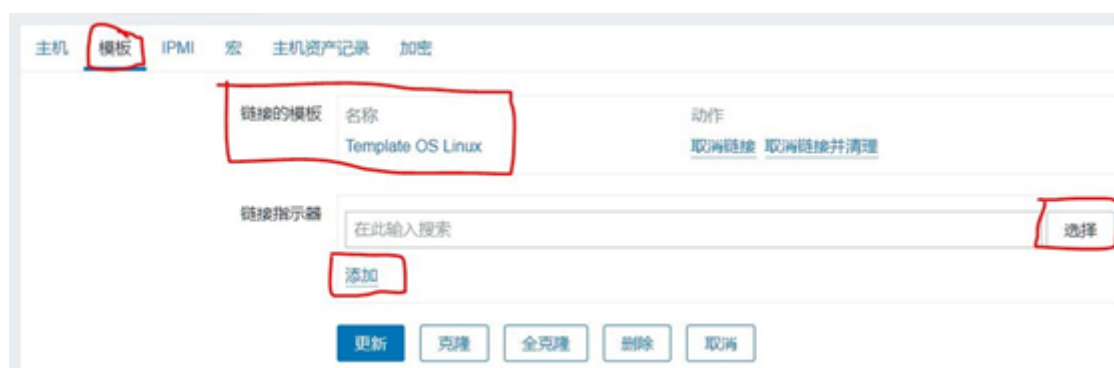 主机 模板 IPMI 宏 主机资产记录 加密
链接的模板 名称 动作
Template OS Linux 取消链接 取消链接并清理
链接指示器 在此输入搜索 选择
添加
更新 克隆 全克隆 删除 取消